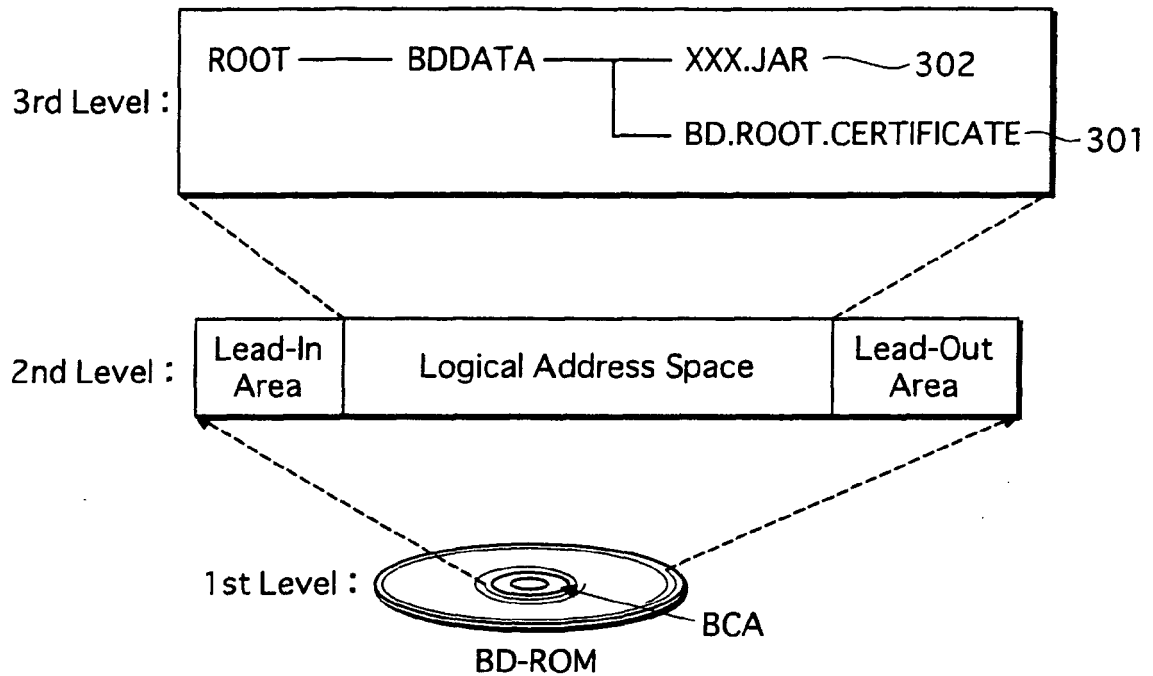 ROOT BDDATA XXX.JAR 302
3rd Level :
BD.ROOT.CERTIFICATE 301
2nd Level :
Lead-In
Area
Logical Address Space
Lead-Out
Area
1st Level :
BCA
BD-ROM